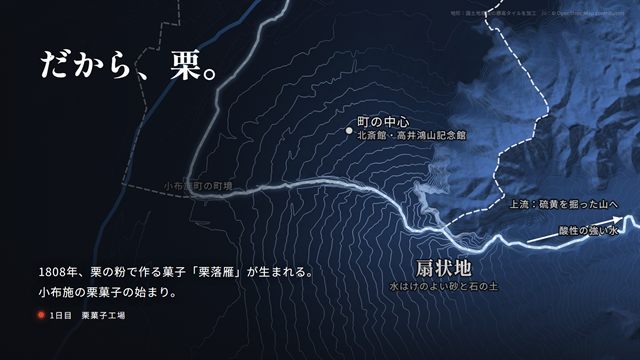 だから、栗。
町の中心
北斎館・高井鴻山記念館
小布施町の町境
上流：硫黄を掘った山へ
酸性の強い水
扇状地
水はけのよい砂と石の土
1808年、栗の粉で作る菓子「栗落雁」が生まれる。
小布施の栗菓子の始まり。
1日目 栗菓子工場